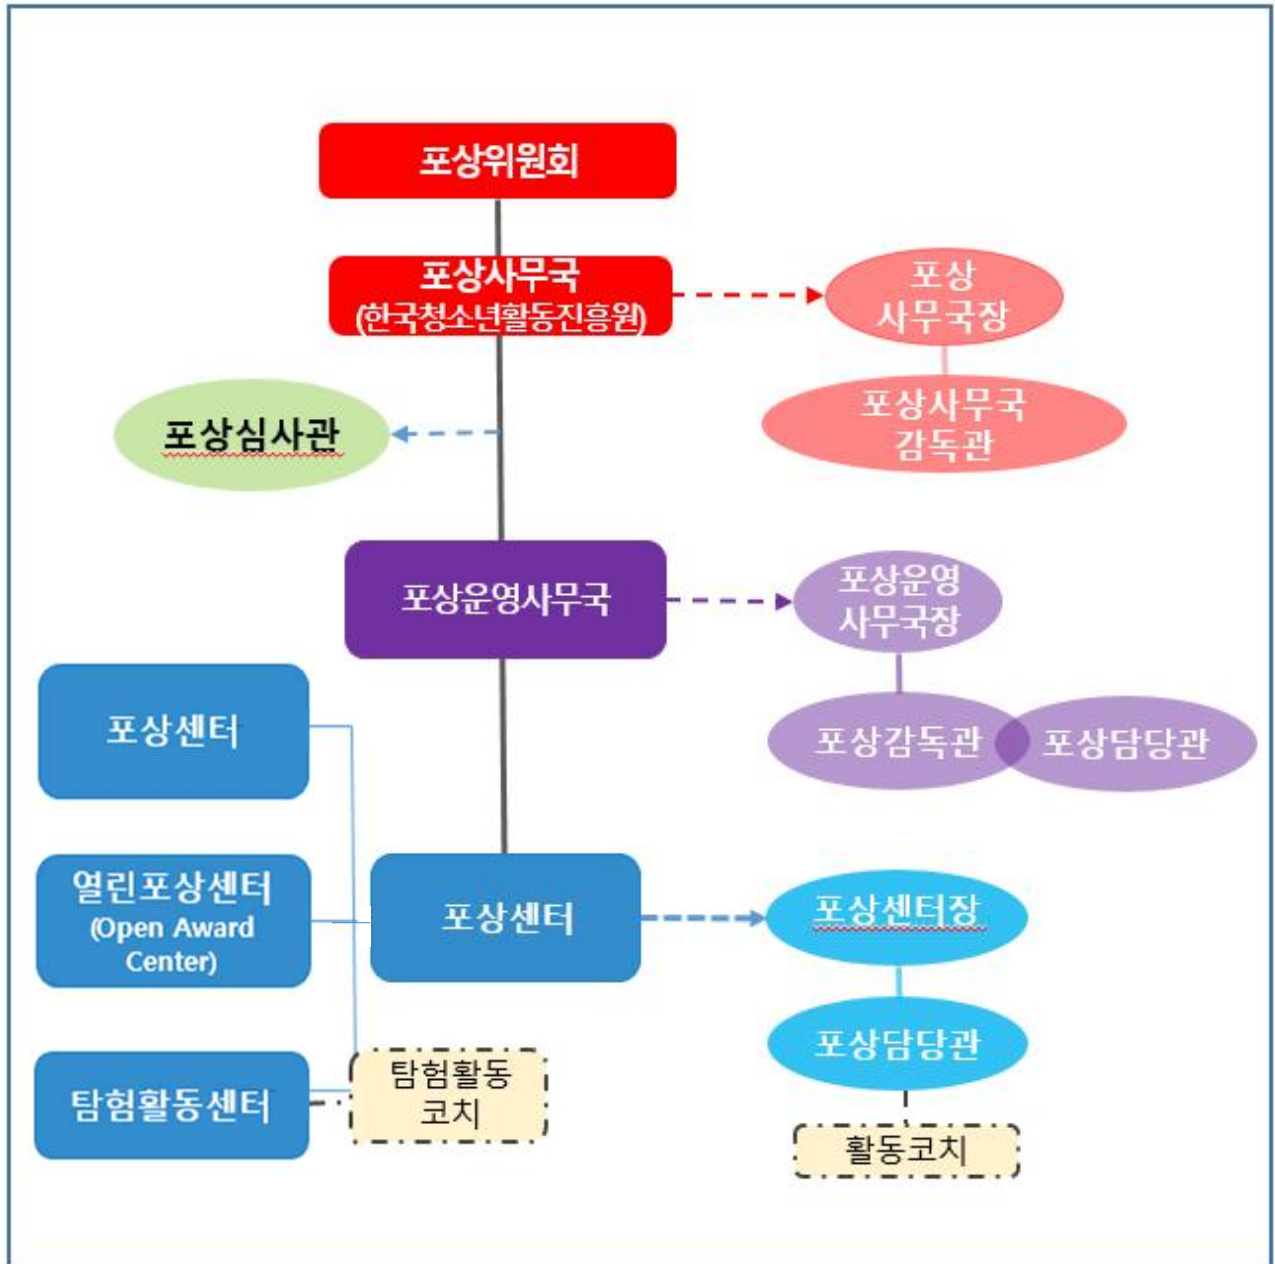 포상위원회
포상사무국
(한국청소년활동진흥원)
포상
사무국장
포상사무국
감독관
포상심사관
포상운영사무국
포상운영
사무국장
포상감독관
포상담당관
포상센터
열린포상센터
(Open Award
Center)
포상센터
포상센터장
포상담당관
탐험활동센터
탐험활동
코치
활동코치